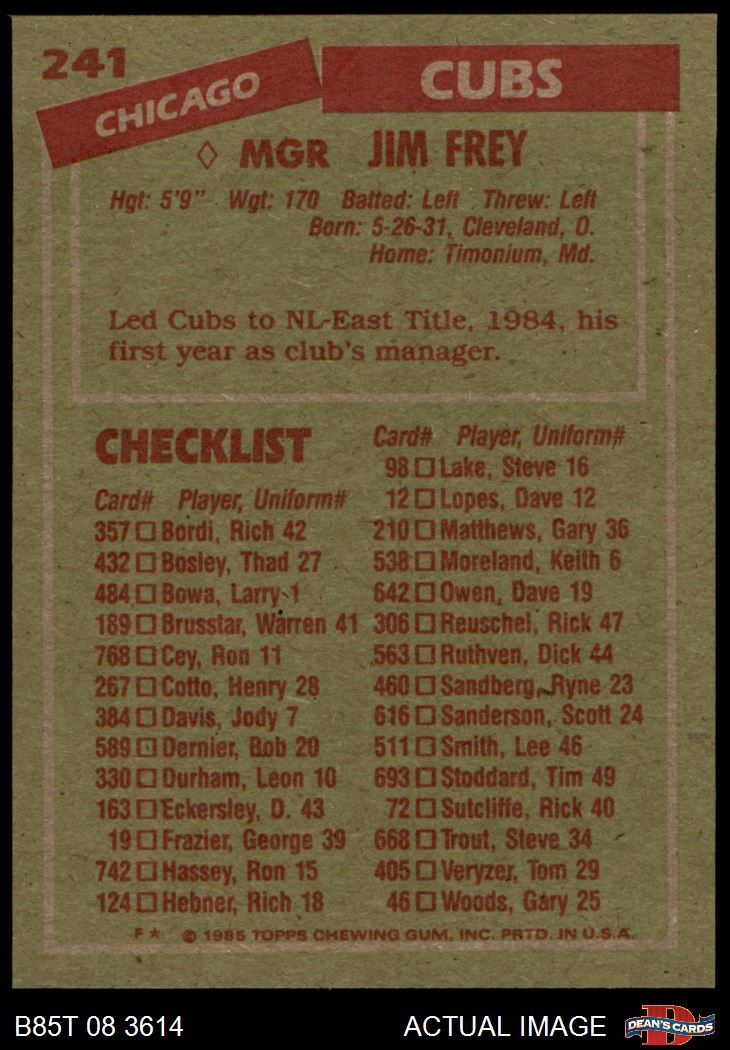 241
CHICAGO CUBS
◊ MGR JIM FREY
Hgt: 5'9" Wgt: 170 Batted: Left Threw: Left
Born: 5-26-31, Cleveland, O.
Home: Timonium, Md.
Led Cubs to NL-East Title, 1984, his
first year as club's manager.
CHECKLIST
Card# Player, Uniform#
357 □ Bordi, Rich 42
432 □ Bosley, Thad 27
484 □ Bowa, Larry 1
189 □ Brusstar, Warren 41
768 □ Cey, Ron 11
267 □ Cotto, Henry 28
384 □ Davis, Jody 7
589 □ Dernier, Bob 20
330 □ Durham, Leon 10
163 □ Eckersley, D. 43
19 □ Frazier, George 39
742 □ Hassey, Ron 15
124 □ Hebner, Rich 18
Card# Player, Uniform#
98 □ Lake, Steve 16
12 □ Lopes, Dave 12
210 □ Matthews, Gary 36
538 □ Moreland, Keith 6
642 □ Owen, Dave 19
306 □ Reuschel, Rick 47
563 □ Ruthven, Dick 44
460 □ Sandberg, Ryne 23
616 □ Sanderson, Scott 24
511 □ Smith, Lee 46
693 □ Stoddard, Tim 49
72 □ Sutcliffe, Rick 40
668 □ Trout, Steve 34
405 □ Veryzer, Tom 29
46 □ Woods, Gary 25
F* © 1985 TOPPS CHEWING GUM, INC. PRTD. IN U.S.A.
B85T 08 3614 ACTUAL IMAGE
D
DEAN'S CARDS